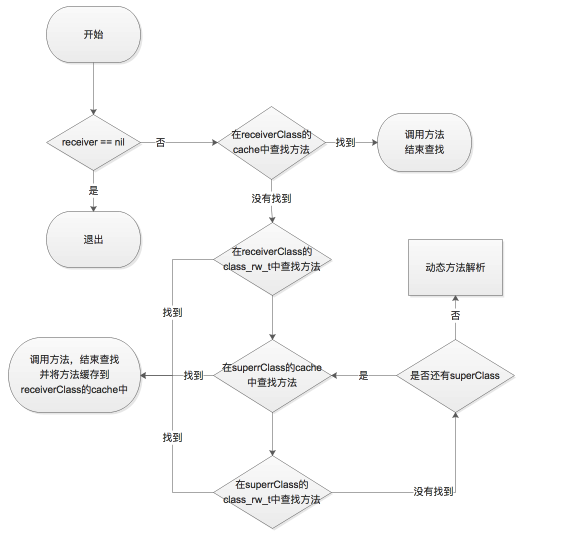 开始
receiver == nil
否
在receiverClass的
cache中查找方法
找到
调用方法
结束查找
是
没有找到
退出
在receiverClass的
class_rw_t中查找方法
动态方法解析
找到
否
调用方法，结束查找
并将方法缓存到
receiverClass的cache中
找到
在superrClass的cache
中查找方法
是
是否还有superClass
找到
在superrClass的
class_rw_t中查找方法
没有找到